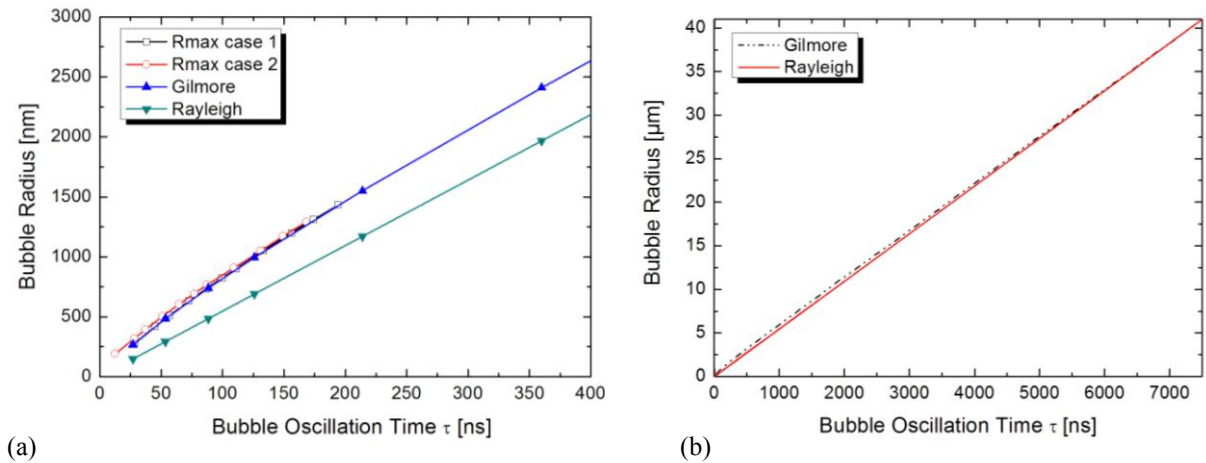 3000
2500
2000
1500
1000
500
0
Bubble Radius [nm]
Rmax case 1
Rmax case 2
Gilmore
Rayleigh
0 50 100 150 200 250 300 350 400
Bubble Oscillation Time τ [ns]
(a)
40
35
30
25
20
15
10
5
0
Bubble Radius [μm]
Gilmore
Rayleigh
0 1000 2000 3000 4000 5000 6000 7000
Bubble Oscillation Time τ [ns]
(b)